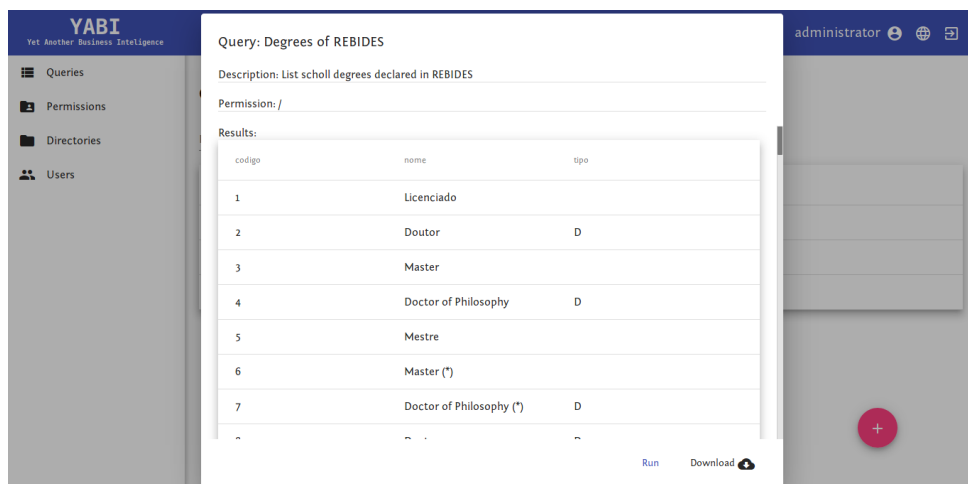 YABI
Yet Another Business Inteligence
administrator
Queries
Permissions
Directories
Users
Query: Degrees of REBIDES
Description: List scholl degrees declared in REBIDES
Permission: /
Results:
codigo nome tipo
1 Licenciado
2 Doutor D
3 Master
4 Doctor of Philosophy D
5 Mestre
6 Master (*)
7 Doctor of Philosophy (*) D
Run Download
+